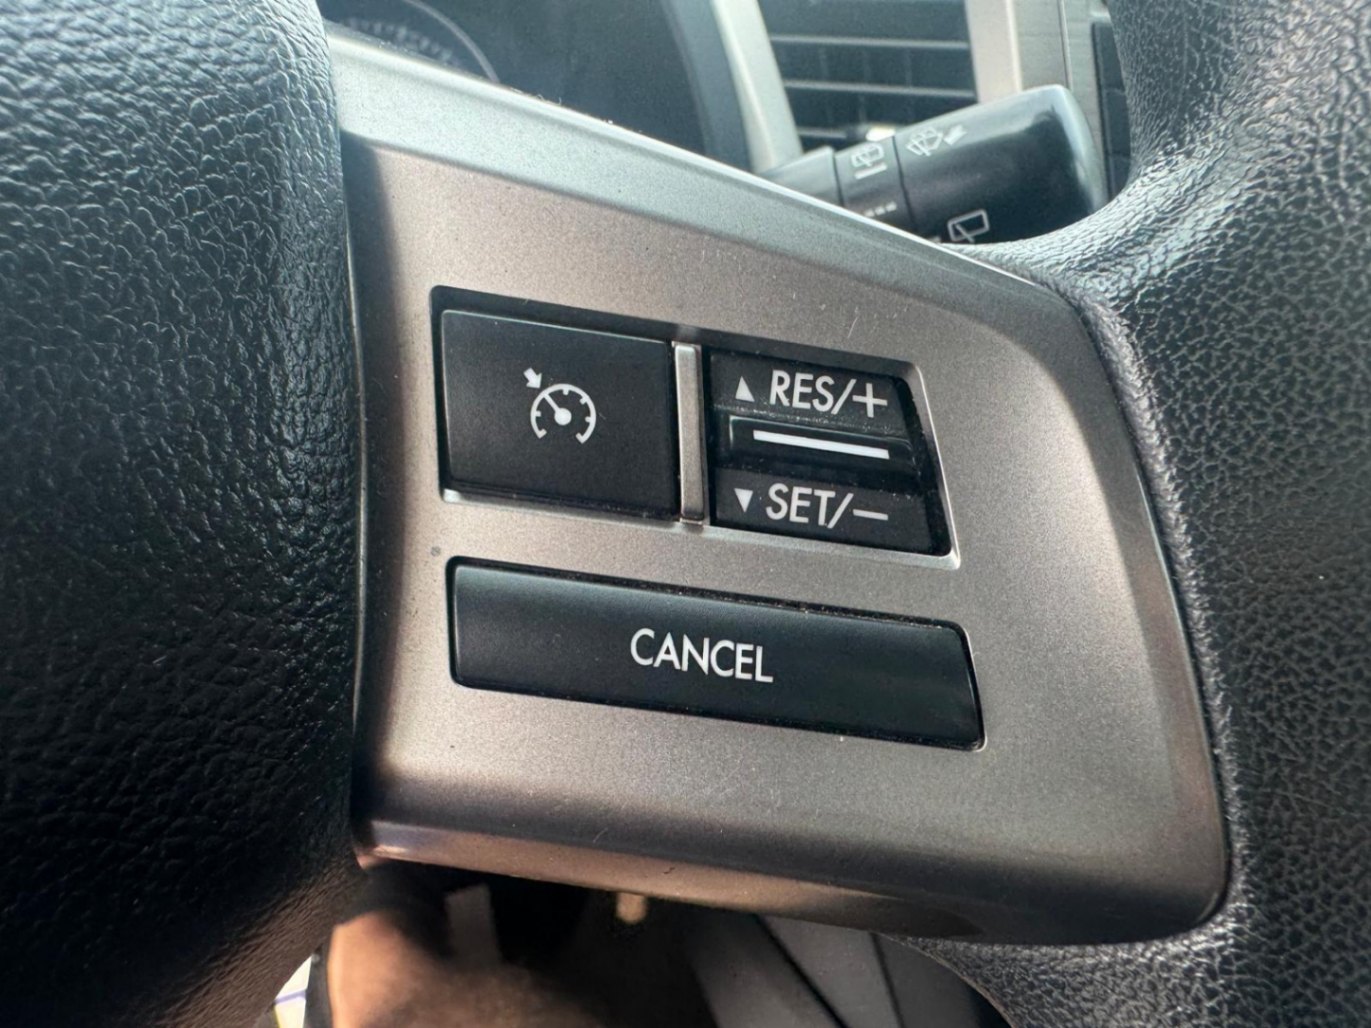 ▲ RES/+
▼ SET/−
CANCEL